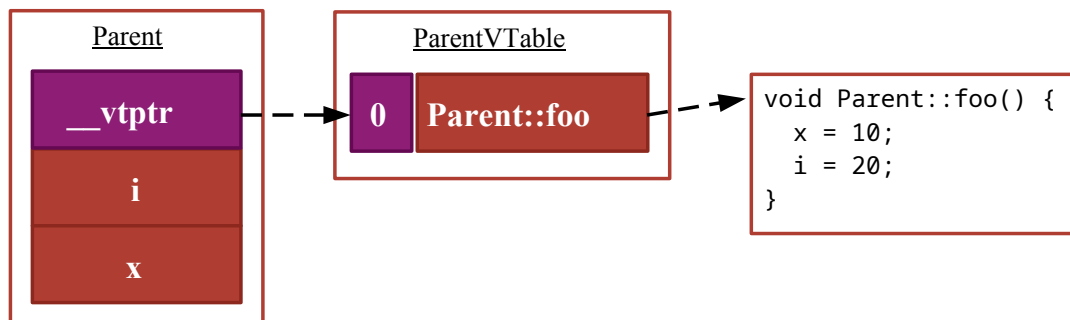 Parent
__vtptr
i
x
ParentVTable
0 Parent::foo
void Parent::foo() {
  x = 10;
  i = 20;
}